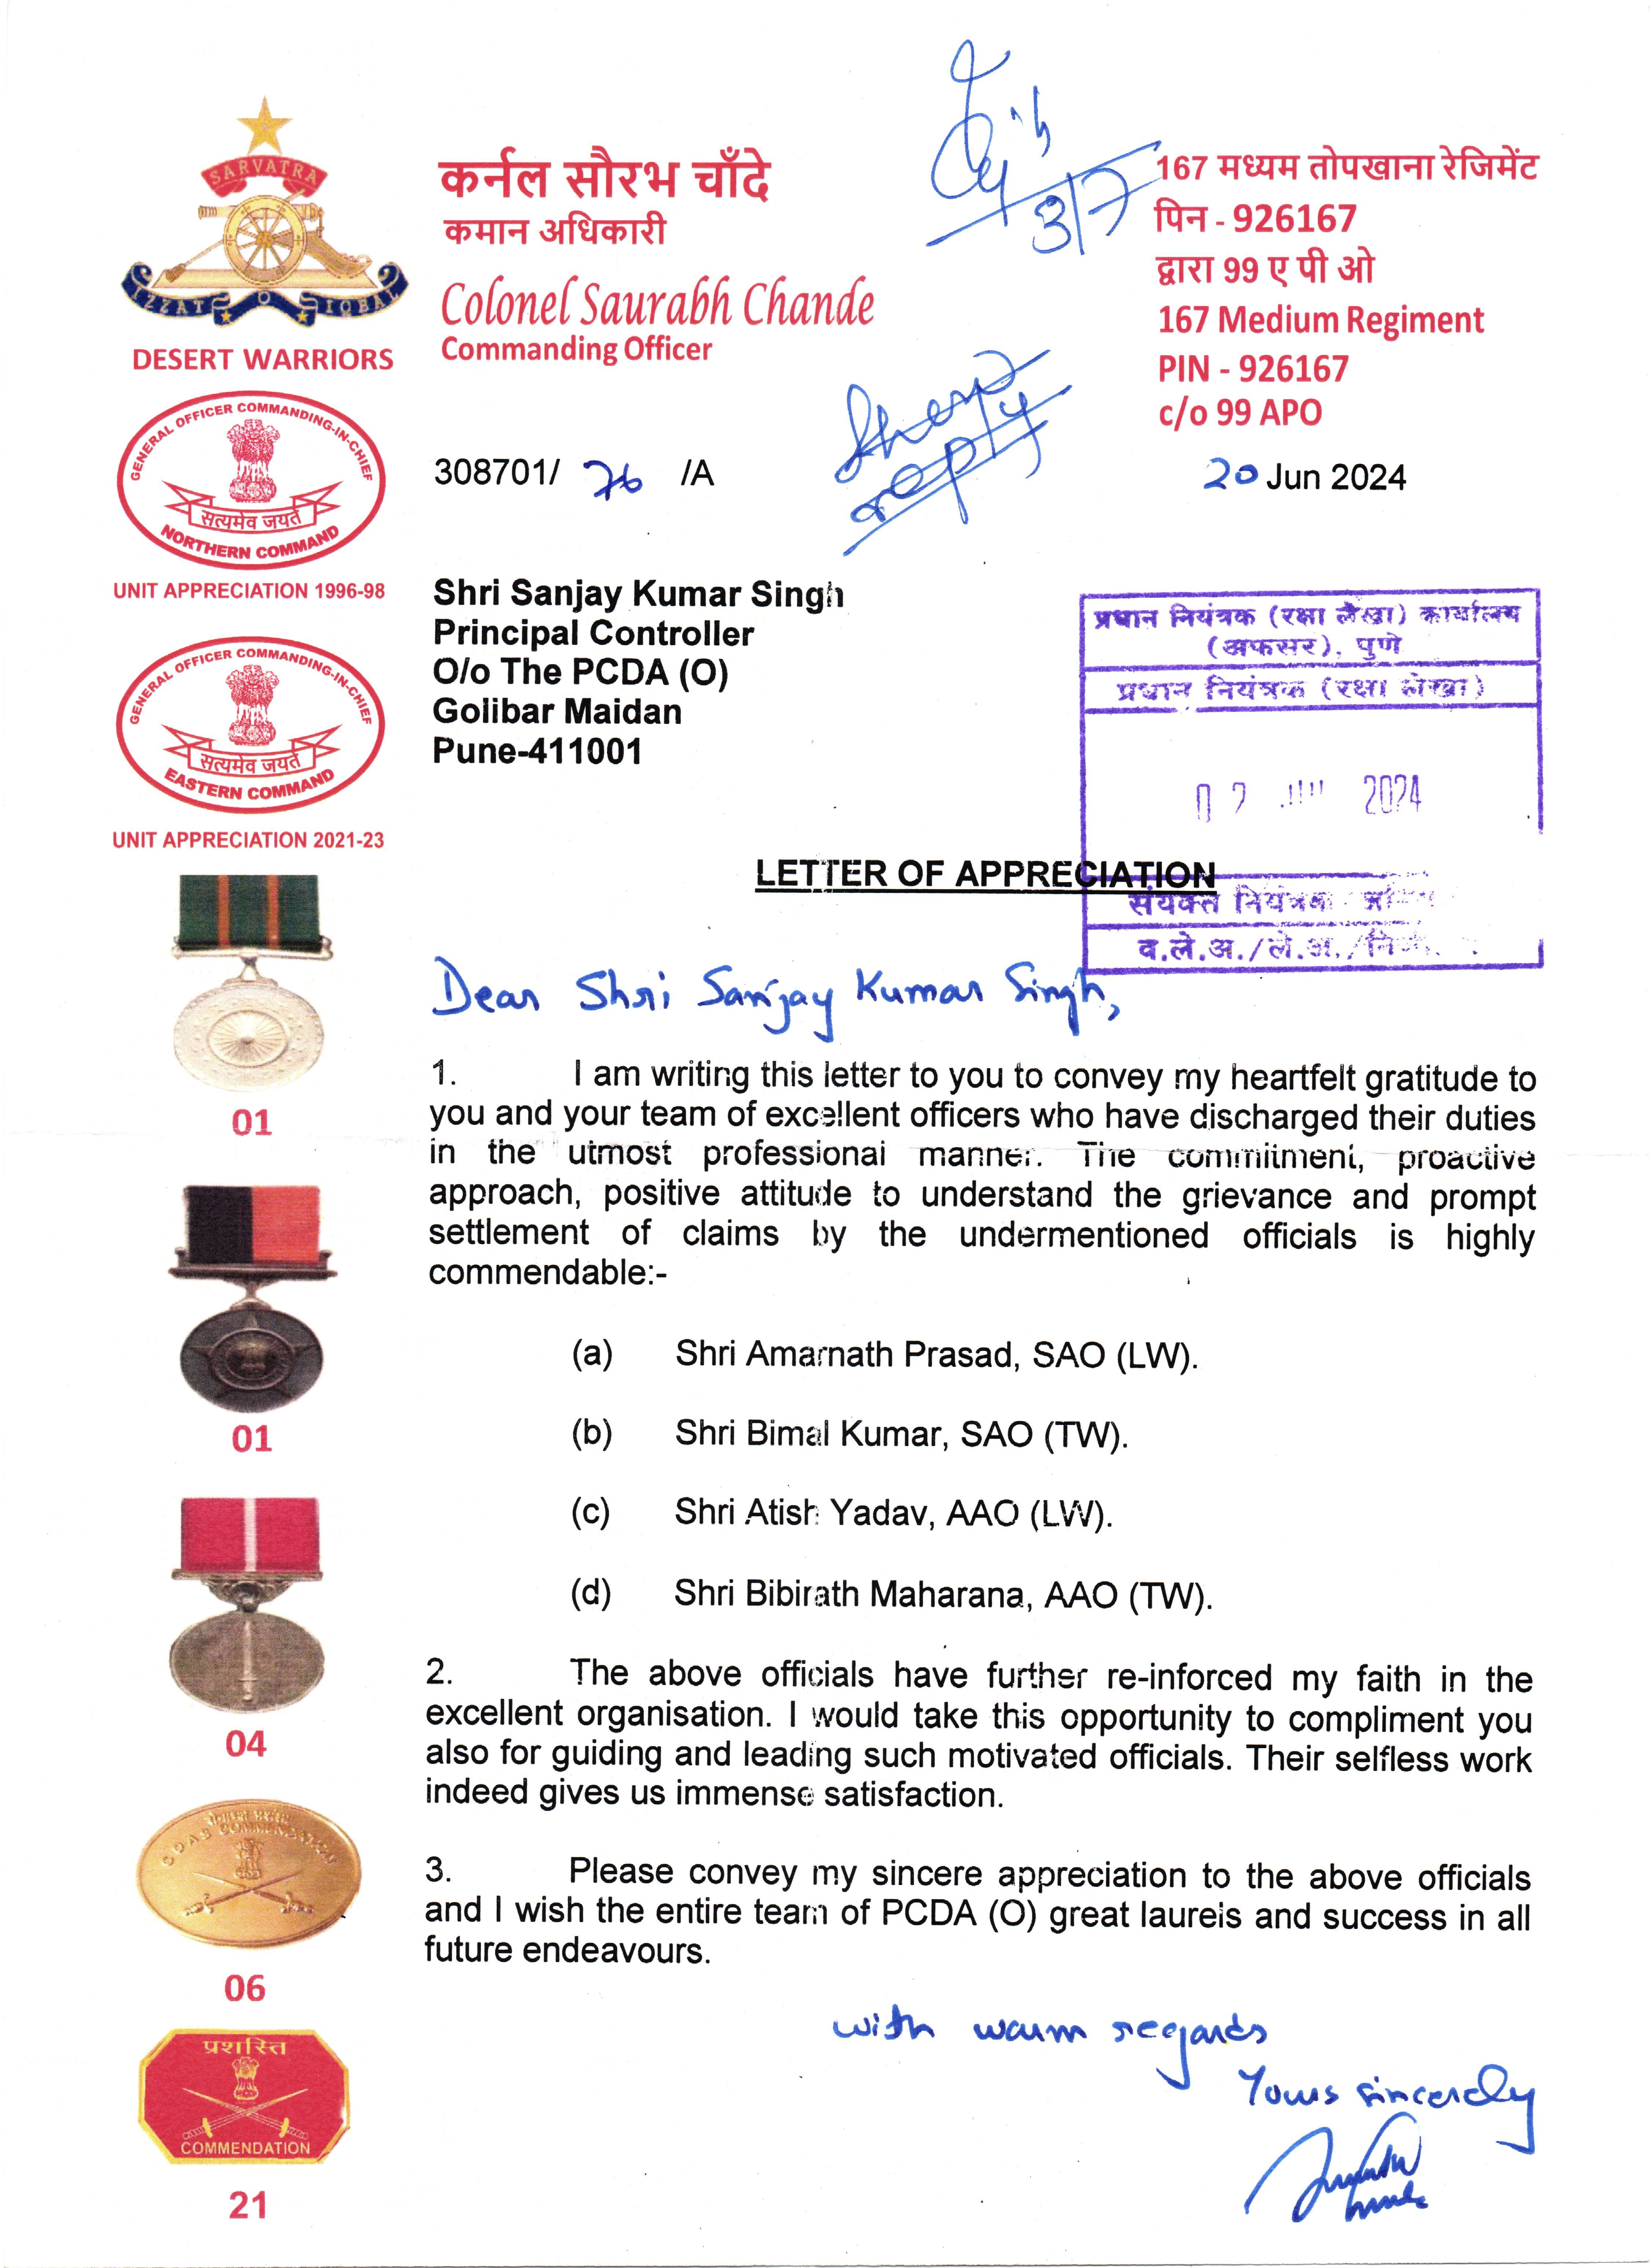 SARVATRA
IZZAT O IQBAL
DESERT WARRIORS
कर्नल सौरभ चाँदे
कमान अधिकारी
Colonel Saurabh Chande
Commanding Officer
3/7
167 मध्यम तोपखाना रेजिमेंट
पिन - 926167
द्वारा 99 ए पी ओ
167 Medium Regiment
PIN - 926167
c/o 99 APO
GENERAL OFFICER COMMANDING-IN-CHIEF
सत्यमेव जयते
NORTHERN COMMAND
UNIT APPRECIATION 1996-98
GENERAL OFFICER COMMANDING-IN-CHIEF
सत्यमेव जयते
EASTERN COMMAND
UNIT APPRECIATION 2021-23
01
01
04
COAS COMMENDATION
06
प्रशस्ति
COMMENDATION
21
308701/ 76 /A
20 Jun 2024
Shri Sanjay Kumar Singh
Principal Controller
O/o The PCDA (O)
Golibar Maidan
Pune-411001
प्रधान नियंत्रक (रक्षा लेखा) कार्यालय
(अफसर), पुणे
प्रधान नियंत्रक (रक्षा लेखा)
02 2024
संयक्त नियंत्रक
व.ले.अ./ले.अ./
LETTER OF APPRECIATION
Dear Shri Sanjay Kumar Singh,
1. I am writing this letter to you to convey my heartfelt gratitude to
you and your team of excellent officers who have discharged their duties
in the utmost professional manner. The commitment, proactive
approach, positive attitude to understand the grievance and prompt
settlement of claims by the undermentioned officials is highly
commendable:-
(a) Shri Amarnath Prasad, SAO (LW).
(b) Shri Bimal Kumar, SAO (TW).
(c) Shri Atish Yadav, AAO (LW).
(d) Shri Bibirath Maharana, AAO (TW).
2. The above officials have further re-inforced my faith in the
excellent organisation. I would take this opportunity to compliment you
also for guiding and leading such motivated officials. Their selfless work
indeed gives us immense satisfaction.
3. Please convey my sincere appreciation to the above officials
and I wish the entire team of PCDA (O) great laurels and success in all
future endeavours.
with warm regards
Yours sincerely